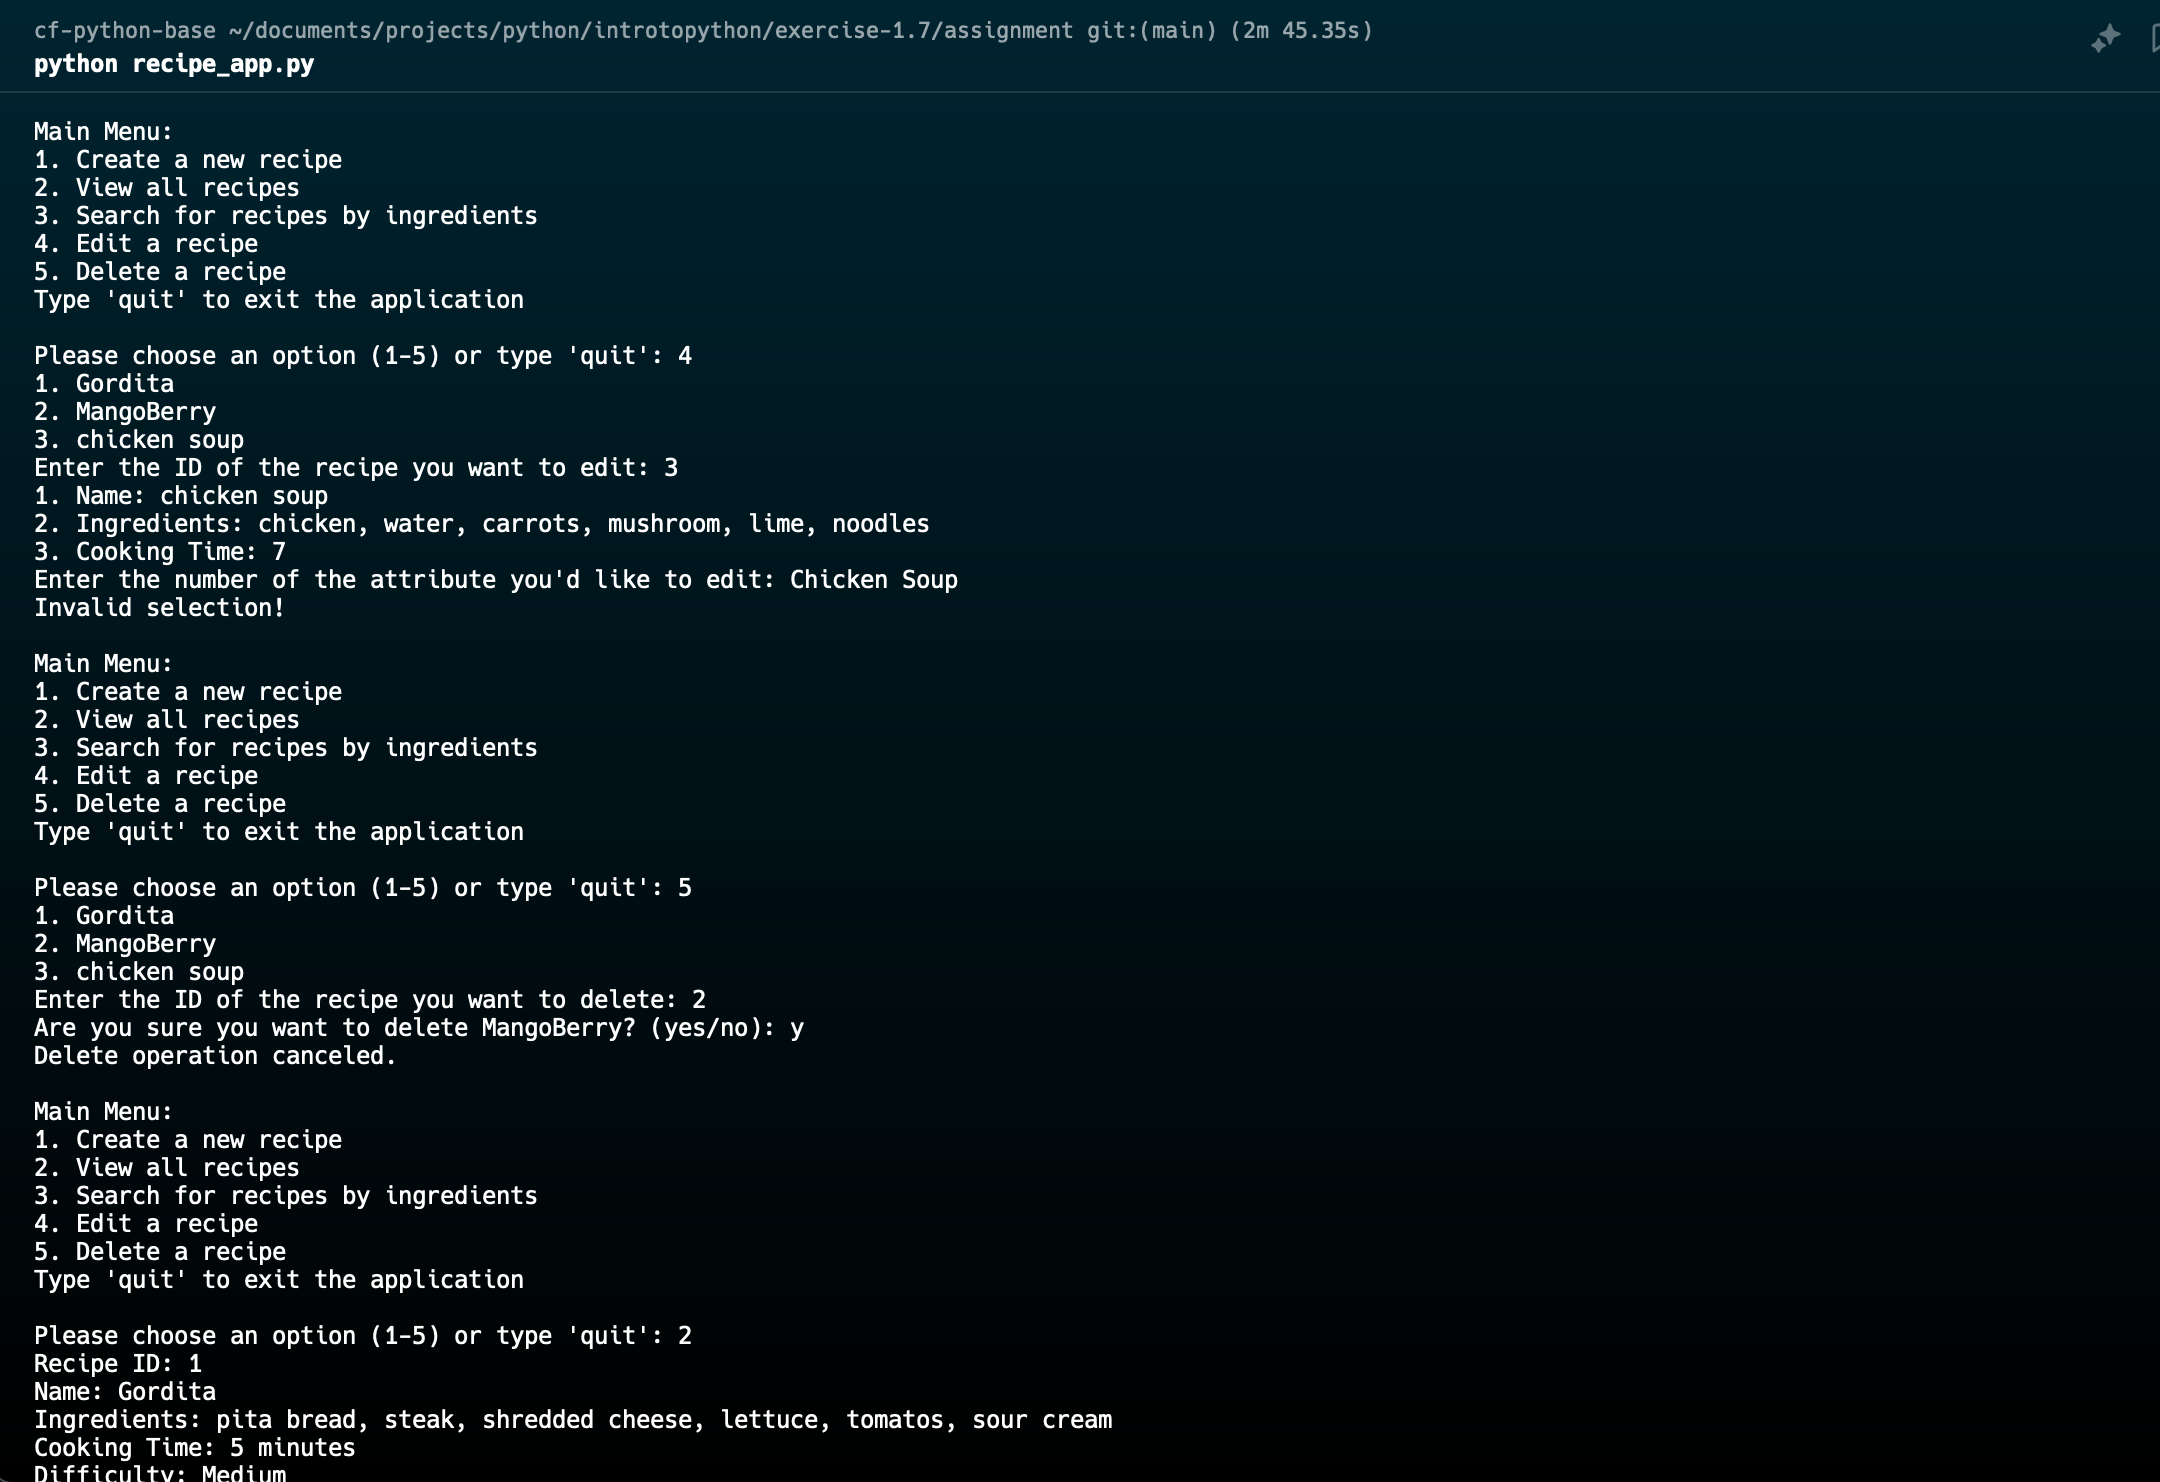 cf-python-base ~/documents/projects/python/introtopython/exercise-1.7/assignment git:(main) (2m 45.35s)
python recipe_app.py
Main Menu:
1. Create a new recipe
2. View all recipes
3. Search for recipes by ingredients
4. Edit a recipe
5. Delete a recipe
Type 'quit' to exit the application
Please choose an option (1-5) or type 'quit': 4
1. Gordita
2. MangoBerry
3. chicken soup
Enter the ID of the recipe you want to edit: 3
1. Name: chicken soup
2. Ingredients: chicken, water, carrots, mushroom, lime, noodles
3. Cooking Time: 7
Enter the number of the attribute you'd like to edit: Chicken Soup
Invalid selection!
Main Menu:
1. Create a new recipe
2. View all recipes
3. Search for recipes by ingredients
4. Edit a recipe
5. Delete a recipe
Type 'quit' to exit the application
Please choose an option (1-5) or type 'quit': 5
1. Gordita
2. MangoBerry
3. chicken soup
Enter the ID of the recipe you want to delete: 2
Are you sure you want to delete MangoBerry? (yes/no): y
Delete operation canceled.
Main Menu:
1. Create a new recipe
2. View all recipes
3. Search for recipes by ingredients
4. Edit a recipe
5. Delete a recipe
Type 'quit' to exit the application
Please choose an option (1-5) or type 'quit': 2
Recipe ID: 1
Name: Gordita
Ingredients: pita bread, steak, shredded cheese, lettuce, tomatos, sour cream
Cooking Time: 5 minutes
Difficulty: Medium